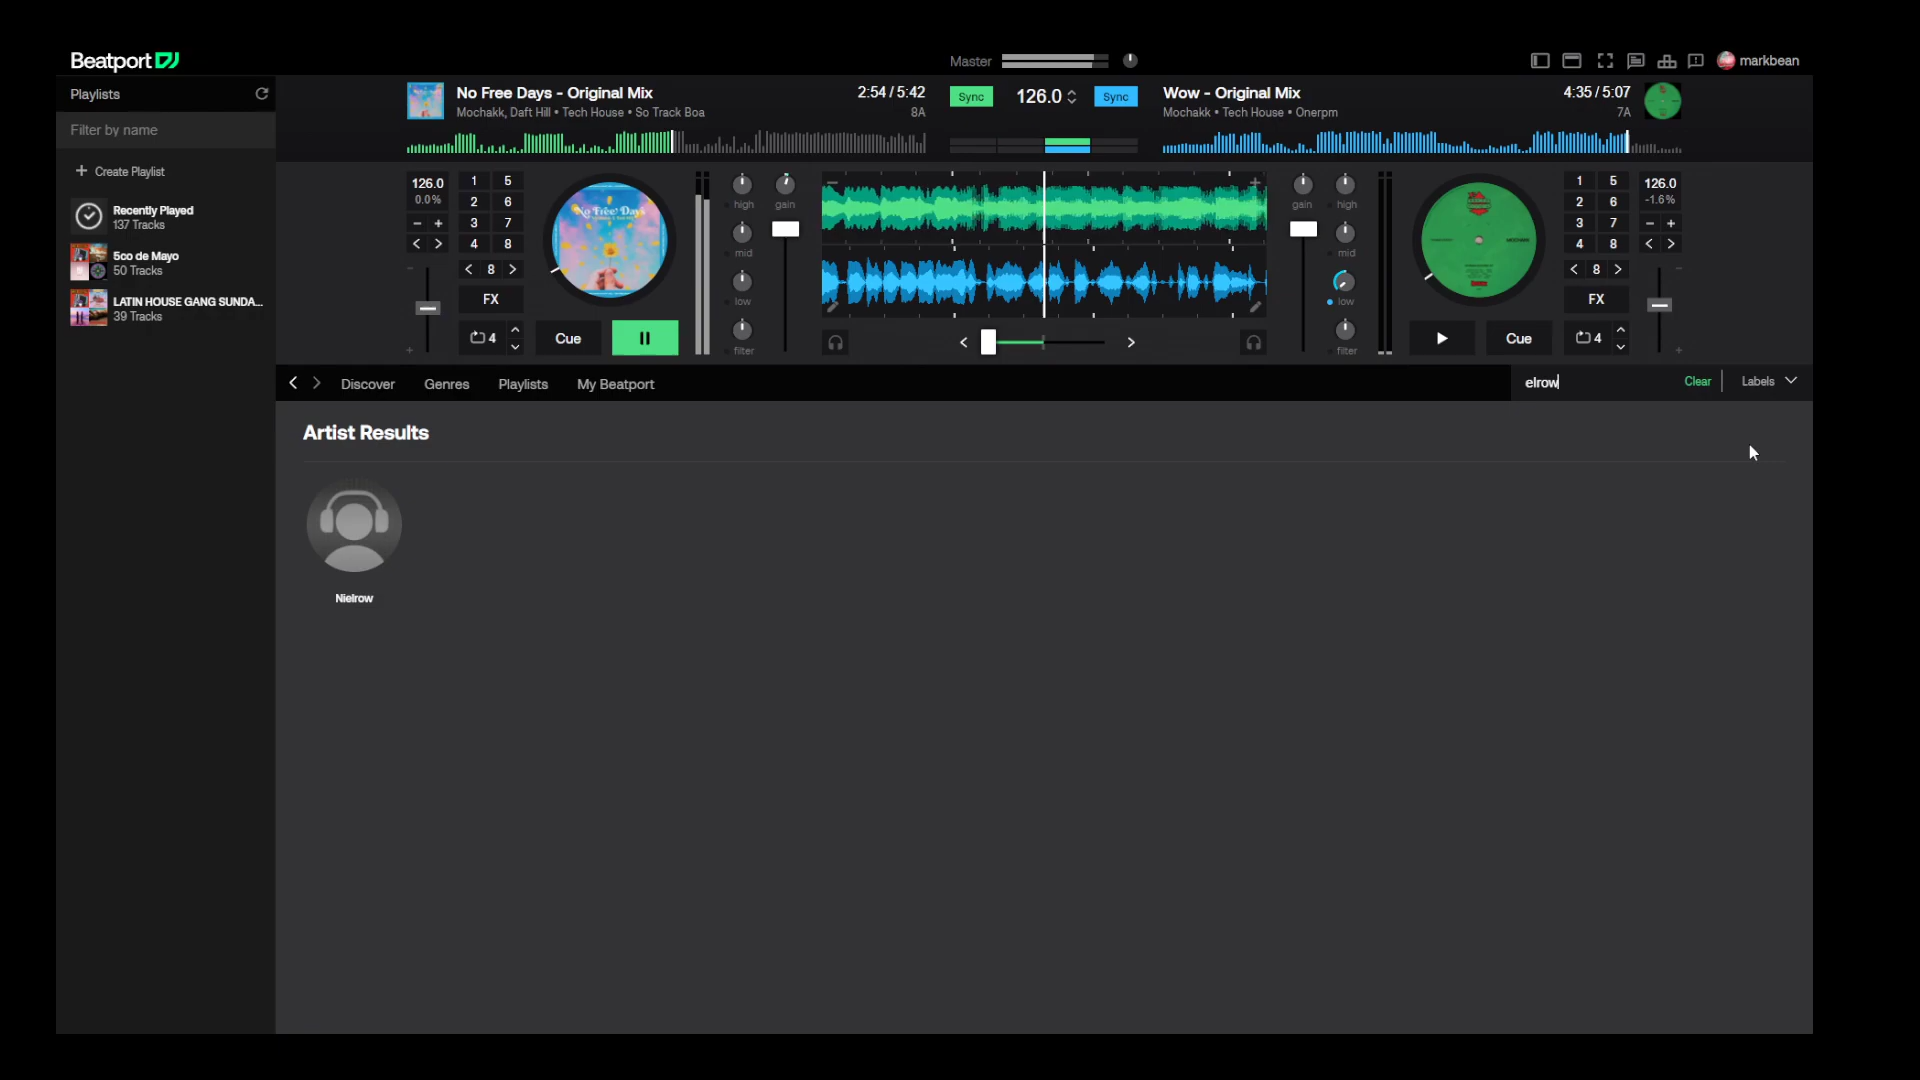 Beatport
Master
markbean
Playlists
Filter by name
Create Playlist
Recently Played
137 Tracks
5co de Mayo
50 Tracks
LATIN HOUSE GANG SUNDA...
39 Tracks
No Free Days - Original Mix
2:54 / 5:42
Mochakk, Daft Hill • Tech House • So Track Boa
8A
Sync
126.0
Sync
Wow - Original Mix
4:35 / 5:07
Mochakk • Tech House • Onerpm
7A
126.0
0.0%
1 5
2 6
3 7
4 8
8
FX
4
Cue
No Free Days
high
gain
mid
low
filter
gain
high
mid
low
filter
1 5
2 6
3 7
4 8
8
FX
Cue
4
126.0
-1.6%
Discover
Genres
Playlists
My Beatport
elrow
Clear
Labels
Artist Results
Nielrow